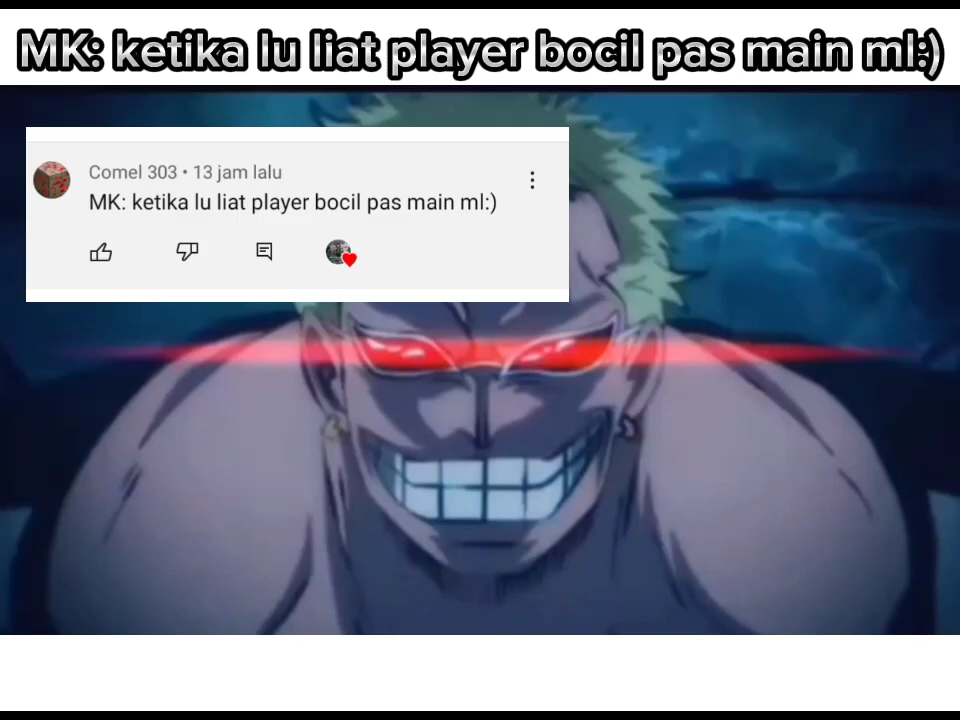 MK: ketika lu liat player bocil pas main ml:)
Comel 303 • 13 jam lalu
MK: ketika lu liat player bocil pas main ml:)